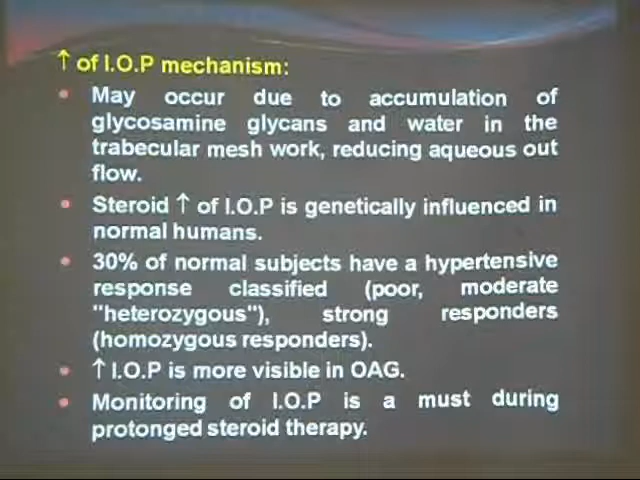 ↑ of I.O.P mechanism:
• May occur due to accumulation of
glycosamine glycans and water in the
trabecular mesh work, reducing aqueous out
flow.
• Steroid ↑ of I.O.P is genetically influenced in
normal humans.
• 30% of normal subjects have a hypertensive
response classified (poor, moderate
"heterozygous"), strong responders
(homozygous responders).
• ↑ I.O.P is more visible in OAG.
• Monitoring of I.O.P is a must during
protonged steroid therapy.